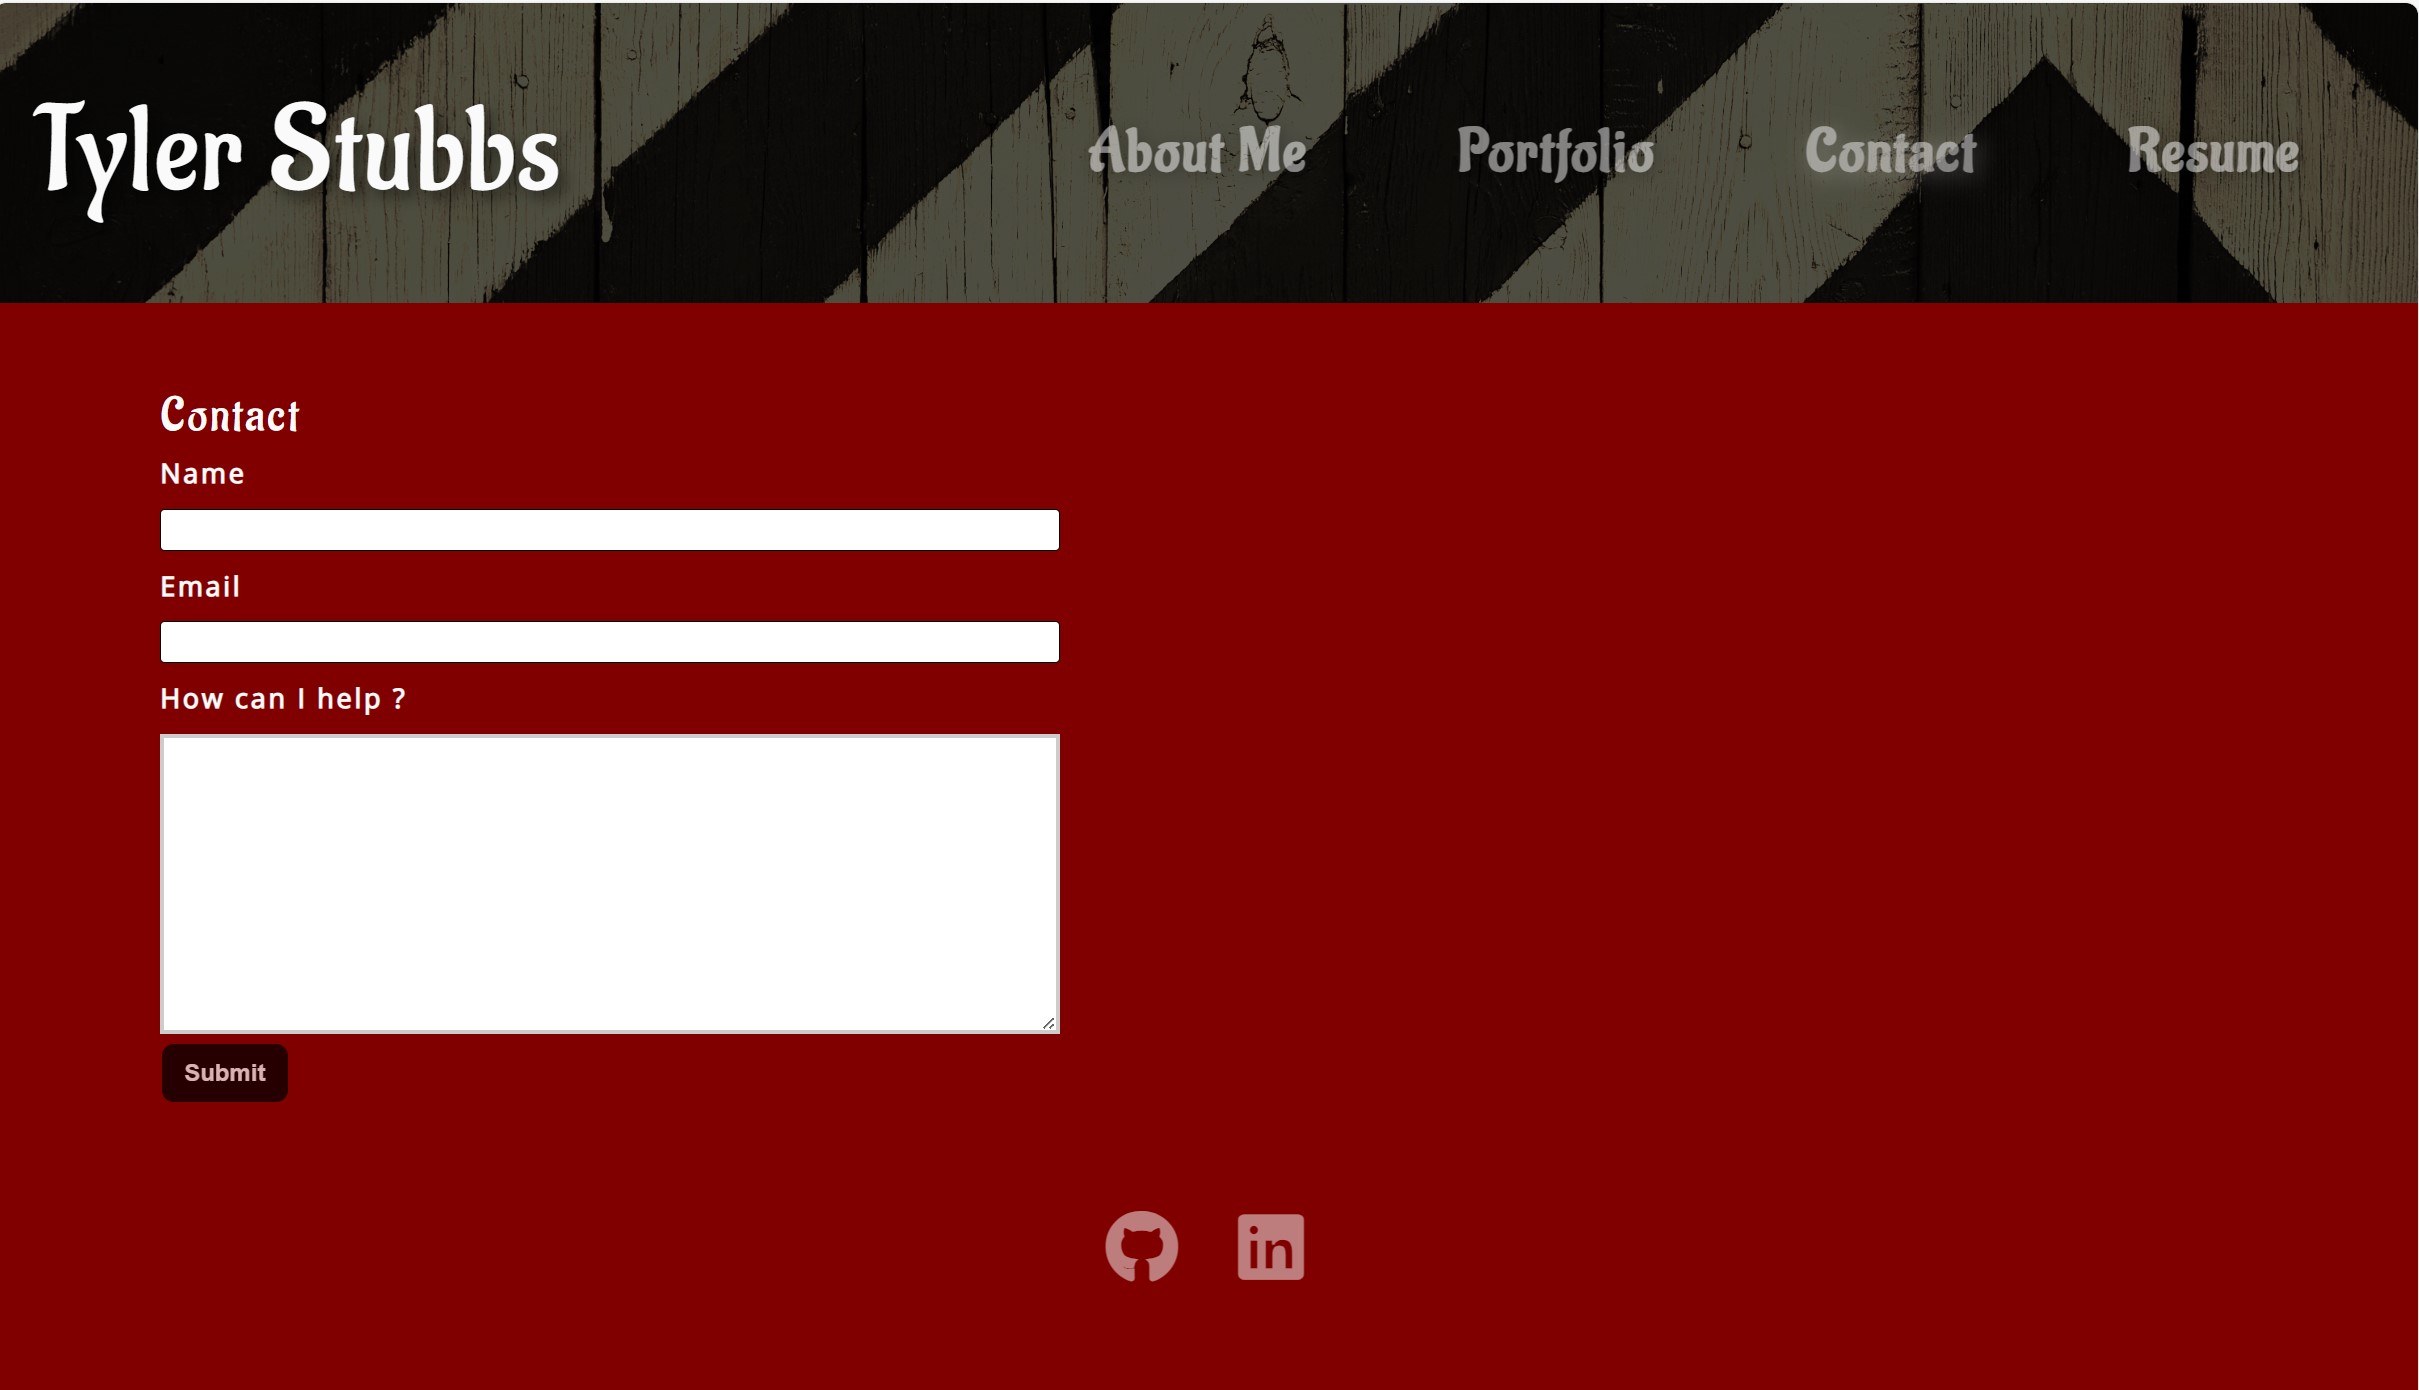 Tyler Stubbs
About Me Portfolio Contact Resume
Contact
Name
Email
How can I help ?
Submit
in